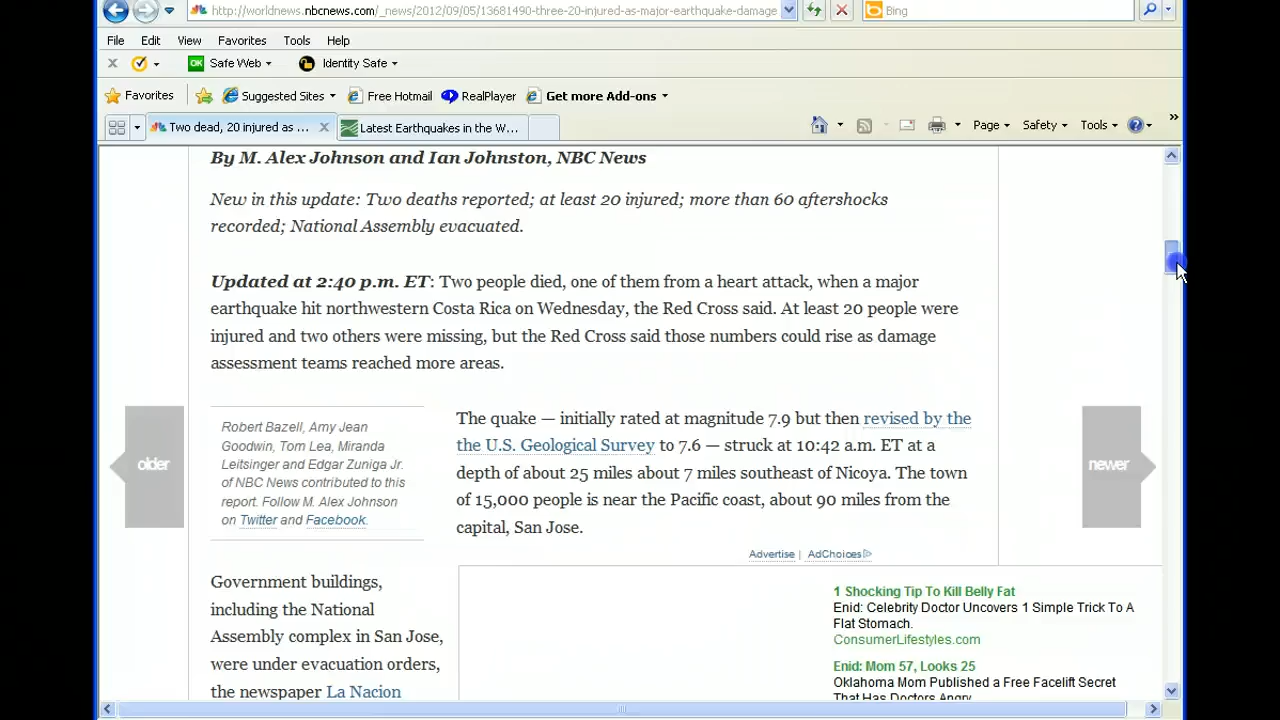 http://worldnews.nbcnews.com/_news/2012/09/05/13681490-three-20-injured-as-major-earthquake-damage
Bing
File Edit View Favorites Tools Help
Safe Web Identity Safe
Favorites Suggested Sites Free Hotmail RealPlayer Get more Add-ons
Two dead, 20 injured as ... Latest Earthquakes in the W... Page Safety Tools
By M. Alex Johnson and Ian Johnston, NBC News
New in this update: Two deaths reported; at least 20 injured; more than 60 aftershocks
recorded; National Assembly evacuated.
Updated at 2:40 p.m. ET: Two people died, one of them from a heart attack, when a major
earthquake hit northwestern Costa Rica on Wednesday, the Red Cross said. At least 20 people were
injured and two others were missing, but the Red Cross said those numbers could rise as damage
assessment teams reached more areas.
older
Robert Bazell, Amy Jean
Goodwin, Tom Lea, Miranda
Leitsinger and Edgar Zuniga Jr.
of NBC News contributed to this
report. Follow M. Alex Johnson
on Twitter and Facebook.
The quake — initially rated at magnitude 7.9 but then revised by the
the U.S. Geological Survey to 7.6 — struck at 10:42 a.m. ET at a
depth of about 25 miles about 7 miles southeast of Nicoya. The town
of 15,000 people is near the Pacific coast, about 90 miles from the
capital, San Jose.
newer
Advertise | AdChoices
Government buildings,
including the National
Assembly complex in San Jose,
were under evacuation orders,
the newspaper La Nacion
1 Shocking Tip To Kill Belly Fat
Enid: Celebrity Doctor Uncovers 1 Simple Trick To A
Flat Stomach.
ConsumerLifestyles.com
Enid: Mom 57, Looks 25
Oklahoma Mom Published a Free Facelift Secret
That Has Doctors Angry